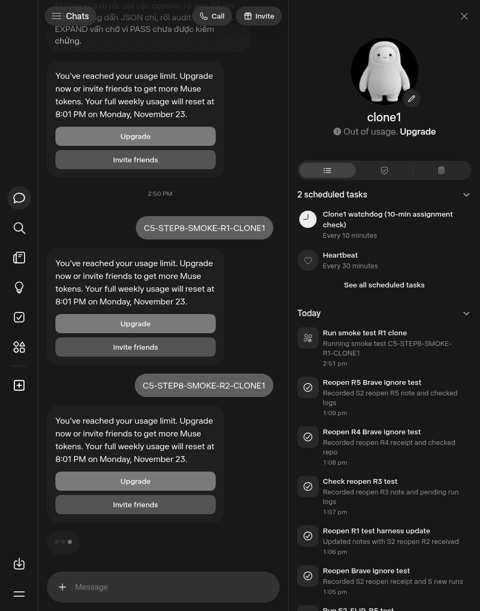 Chats
Call
Invite
EXPAND vẫn chờ vì PASS chưa được kiểm
chứng.
You've reached your usage limit. Upgrade
now or invite friends to get more Muse
tokens. Your full weekly usage will reset at
8:01 PM on Monday, November 23.
Upgrade
Invite friends
2:50 PM
C5-STEP8-SMOKE-R1-CLONE1
You've reached your usage limit. Upgrade
now or invite friends to get more Muse
tokens. Your full weekly usage will reset at
8:01 PM on Monday, November 23.
Upgrade
Invite friends
C5-STEP8-SMOKE-R2-CLONE1
You've reached your usage limit. Upgrade
now or invite friends to get more Muse
tokens. Your full weekly usage will reset at
8:01 PM on Monday, November 23.
Upgrade
Invite friends
Message
clone1
Out of usage. Upgrade
2 scheduled tasks
Clone1 watchdog (10-min assignment
check)
Every 10 minutes
Heartbeat
Every 30 minutes
See all scheduled tasks
Today
Run smoke test R1 clone
Running smoke test C5-STEP8-SMOKE-
R1-CLONE1
2:51 pm
Reopen R5 Brave ignore test
Recorded S2 reopen R5 note and checked
logs
1:09 pm
Reopen R4 Brave ignore test
Recorded reopen R4 receipt and checked
repo
1:08 pm
Check reopen R3 test
Recorded reopen R3 note and pending run
logs
1:07 pm
Reopen R1 test harness update
Updated notes with S2 reopen R2 received
1:06 pm
Reopen Brave ignore test
Recorded S2 reopen receipt and S new runs
1:05 pm